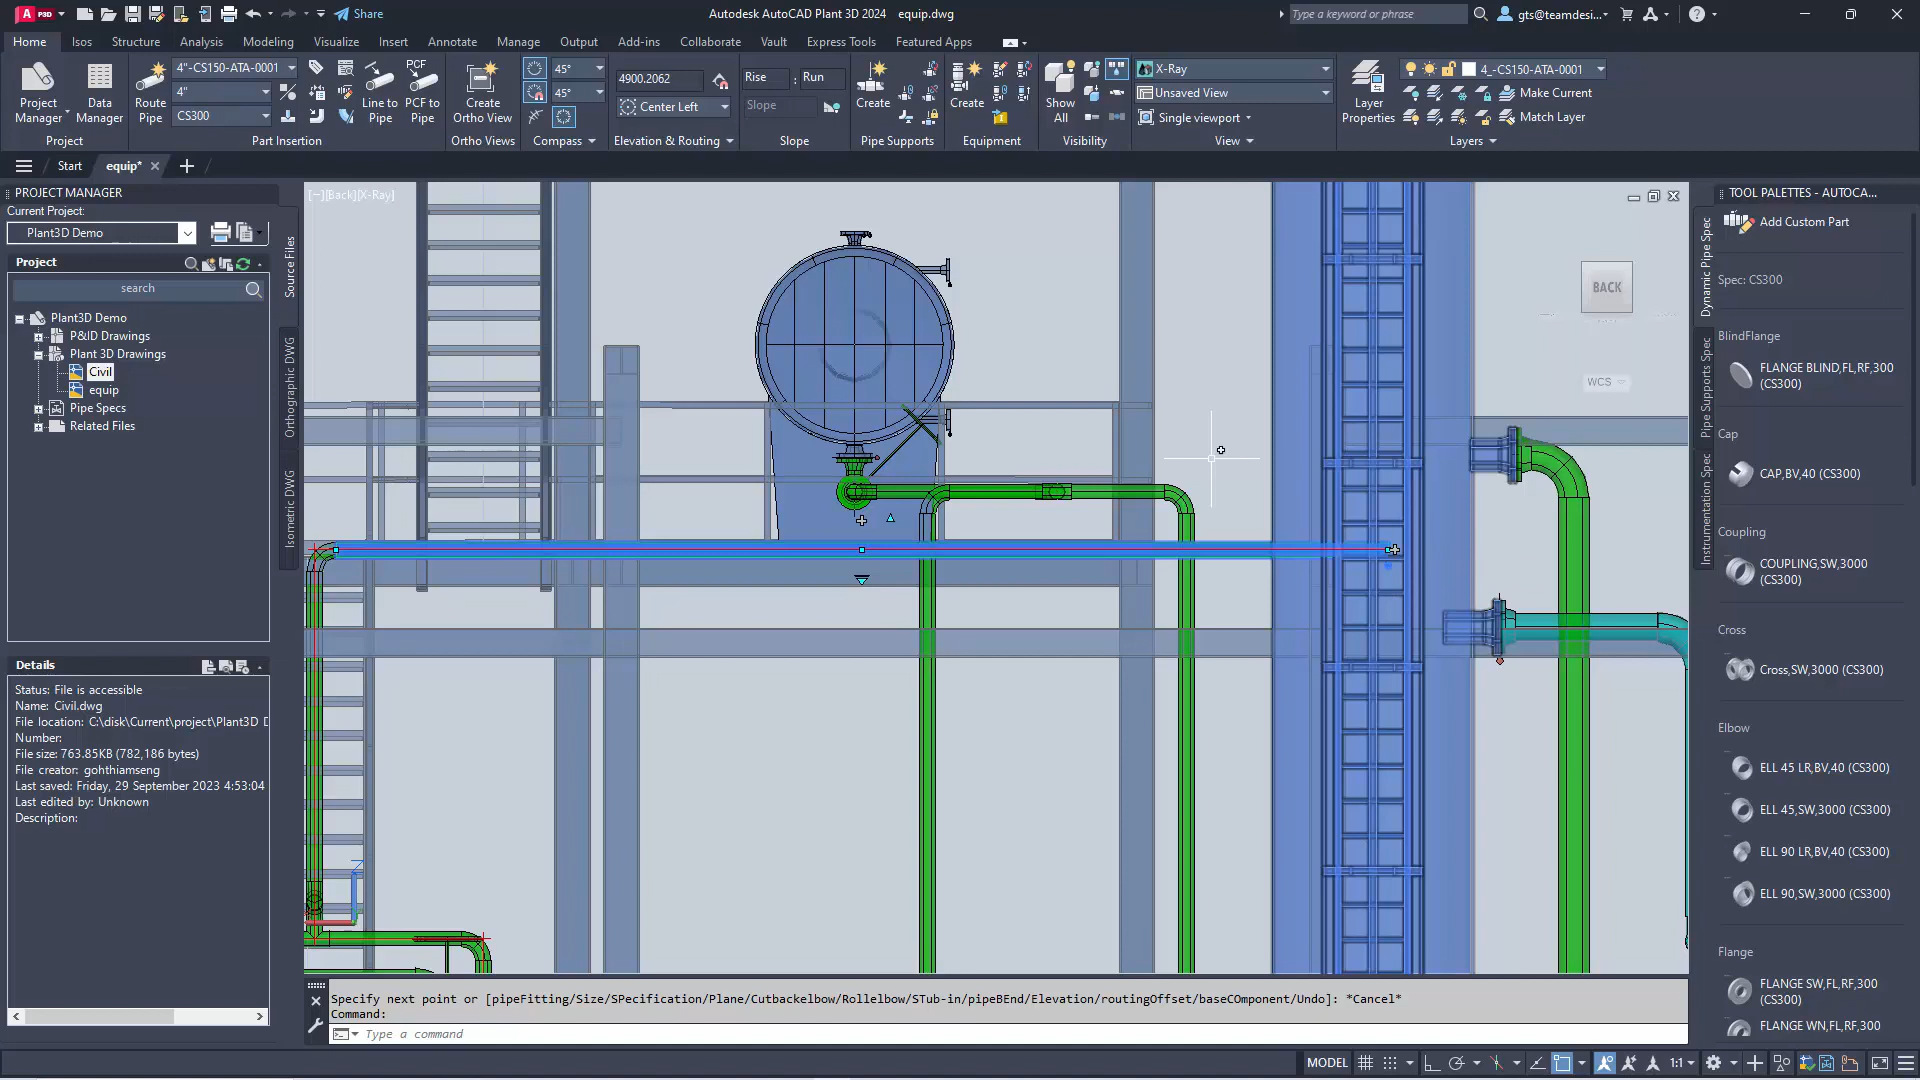 P3D
Share
Autodesk AutoCAD Plant 3D 2024 equip.dwg
Type a keyword or phrase
gts@teamdesi...
Home Isos Structure Analysis Modeling Visualize Insert Annotate Manage Output Add-ins Collaborate Vault Express Tools Featured Apps
Project Manager
Data Manager
Project
Route Pipe
4"-CS150-ATA-0001
4"
CS300
Line to Pipe
PCF
PCF to Pipe
Part Insertion
Create Ortho View
Ortho Views
45°
45°
Compass
4900.2062
Center Left
Elevation & Routing
Rise : Run
Slope
Slope
Create
Pipe Supports
Create
Equipment
Show All
Visibility
X-Ray
Unsaved View
Single viewport
View
Layer Properties
4_-CS150-ATA-0001
Make Current
Match Layer
Layers
Start
equip*
PROJECT MANAGER
Current Project:
Plant3D Demo
Project
search
Plant3D Demo
P&ID Drawings
Plant 3D Drawings
Civil
equip
Pipe Specs
Related Files
Source Files
Orthographic DWG
Isometric DWG
Details
Status: File is accessible
Name: Civil.dwg
File location: C:\disk\Current\project\Plant3D D
Number:
File size: 763.85KB (782,186 bytes)
File creator: gohthiamseng
Last saved: Friday, 29 September 2023 4:53:04
Last edited by: Unknown
Description:
[−][Back][X-Ray]
BACK
WCS
TOOL PALETTES - AUTOCA...
Dynamic Pipe Spec
Pipe Supports Spec
Instrumentation Spec
Add Custom Part
Spec: CS300
BlindFlange
FLANGE BLIND,FL,RF,300
(CS300)
Cap
CAP,BV,40 (CS300)
Coupling
COUPLING,SW,3000
(CS300)
Cross
Cross,SW,3000 (CS300)
Elbow
ELL 45 LR,BV,40 (CS300)
ELL 45,SW,3000 (CS300)
ELL 90 LR,BV,40 (CS300)
ELL 90,SW,3000 (CS300)
Flange
FLANGE SW,FL,RF,300
(CS300)
FLANGE WN,FL,RF,300
Specify next point or [pipeFitting/Size/SPecification/Plane/Cutbackelbow/Rollelbow/STub-in/pipeBEnd/Elevation/routingOffset/baseCOmponent/Undo]: *Cancel*
Command:
Type a command
MODEL
1:1